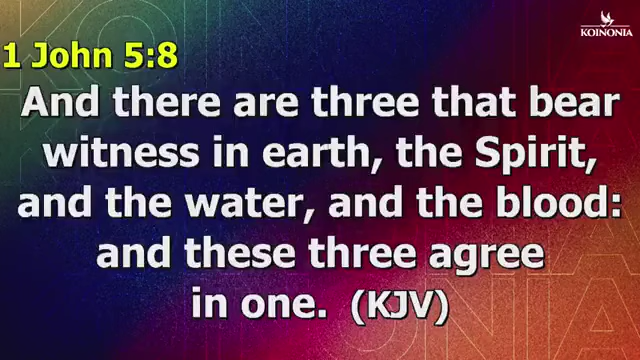 KOINONIA
1 John 5:8
And there are three that bear
witness in earth, the Spirit,
and the water, and the blood:
and these three agree
in one. (KJV)